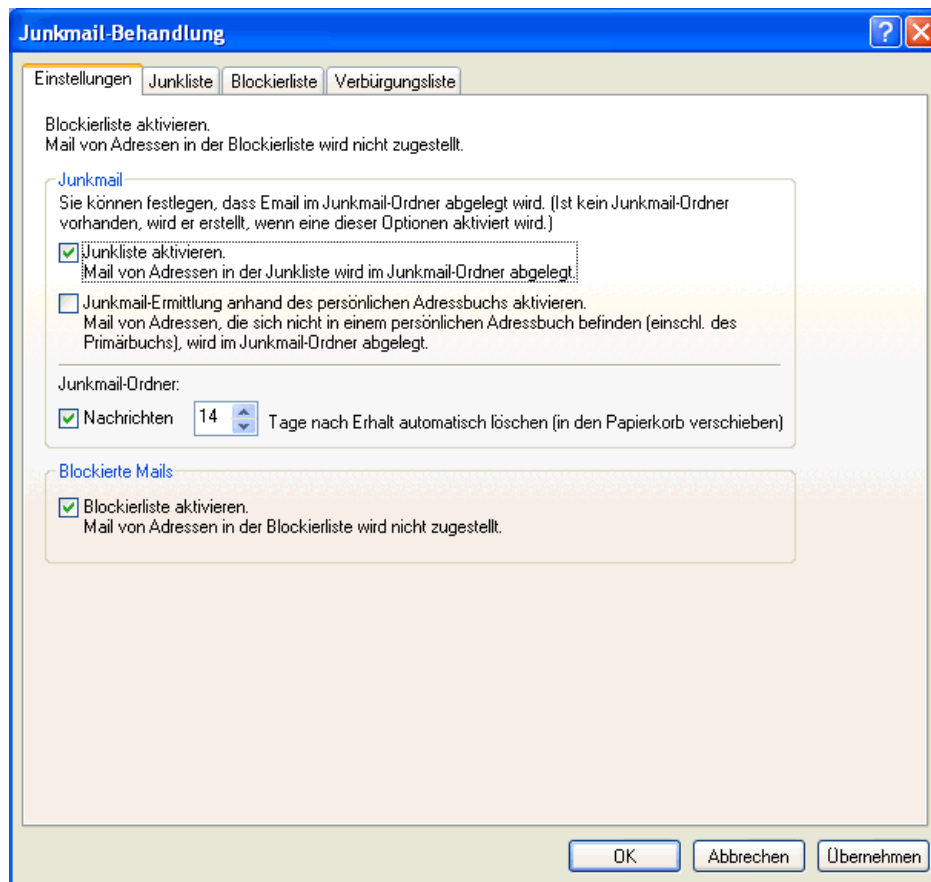 Junkmail-Behandlung
Einstellungen Junkliste Blockierliste Verbürgungsliste
Blockierliste aktivieren.
Mail von Adressen in der Blockierliste wird nicht zugestellt.
Junkmail
Sie können festlegen, dass Email im Junkmail-Ordner abgelegt wird. (Ist kein Junkmail-Ordner
vorhanden, wird er erstellt, wenn eine dieser Optionen aktiviert wird.)
Junkliste aktivieren.
Mail von Adressen in der Junkliste wird im Junkmail-Ordner abgelegt.
Junkmail-Ermittlung anhand des persönlichen Adressbuchs aktivieren.
Mail von Adressen, die sich nicht in einem persönlichen Adressbuch befinden (einschl. des
Primärbuchs), wird im Junkmail-Ordner abgelegt.
Junkmail-Ordner:
Nachrichten 14 Tage nach Erhalt automatisch löschen (in den Papierkorb verschieben)
Blockierte Mails
Blockierliste aktivieren.
Mail von Adressen in der Blockierliste wird nicht zugestellt.
OK Abbrechen Übernehmen